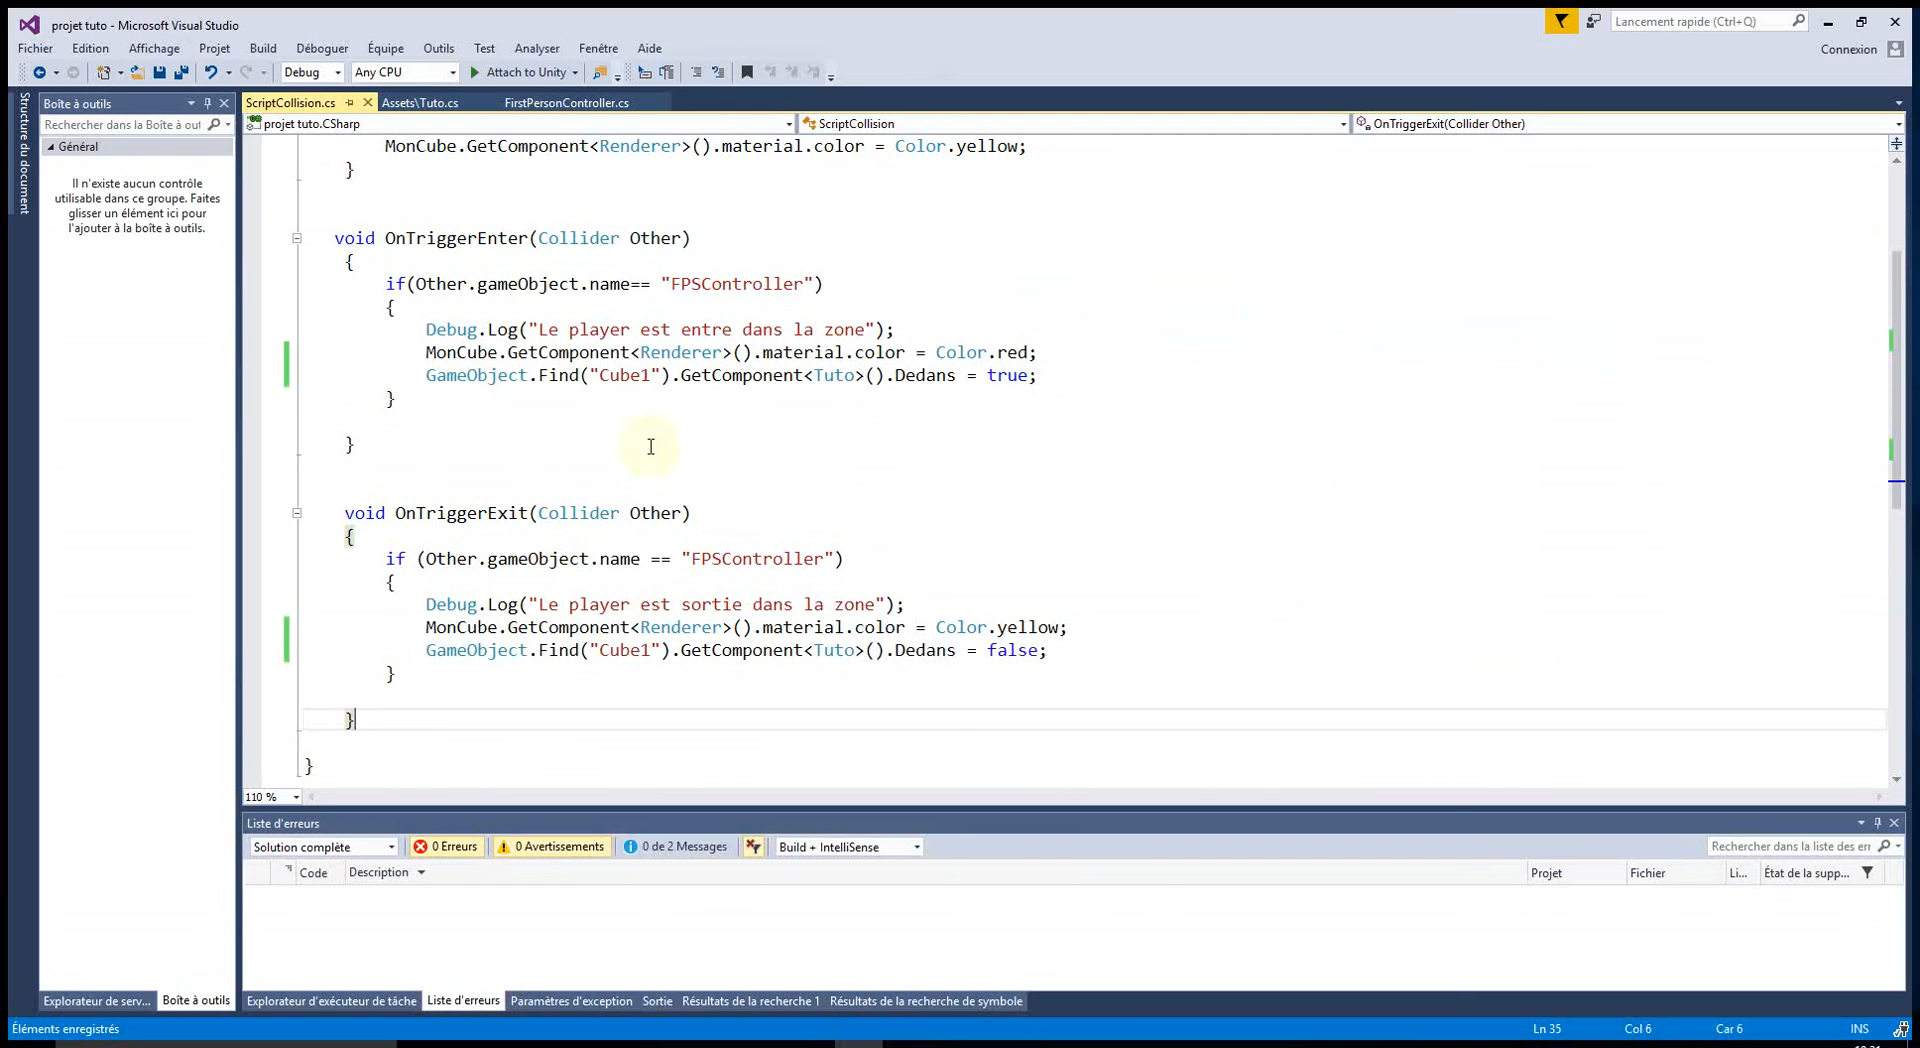 projet tuto - Microsoft Visual Studio
Lancement rapide (Ctrl+Q)
Fichier Edition Affichage Projet Build Déboguer Équipe Outils Test Analyser Fenêtre Aide
Connexion
Debug Any CPU Attach to Unity
Structure du document
Boîte à outils
Rechercher dans la Boîte à out
Général
Il n'existe aucun contrôle
utilisable dans ce groupe. Faites
glisser un élément ici pour
l'ajouter à la boîte à outils.
ScriptCollision.cs Assets\Tuto.cs FirstPersonController.cs
projet tuto.CSharp ScriptCollision OnTriggerExit(Collider Other)
MonCube.GetComponent<Renderer>().material.color = Color.yellow;
}
void OnTriggerEnter(Collider Other)
{
if(Other.gameObject.name== "FPSController")
{
Debug.Log("Le player est entre dans la zone");
MonCube.GetComponent<Renderer>().material.color = Color.red;
GameObject.Find("Cube1").GetComponent<Tuto>().Dedans = true;
}
}
void OnTriggerExit(Collider Other)
{
if (Other.gameObject.name == "FPSController")
{
Debug.Log("Le player est sortie dans la zone");
MonCube.GetComponent<Renderer>().material.color = Color.yellow;
GameObject.Find("Cube1").GetComponent<Tuto>().Dedans = false;
}
}
}
110 %
Liste d'erreurs
Solution complète 0 Erreurs 0 Avertissements 0 de 2 Messages Build + IntelliSense Rechercher dans la liste des err
Code Description Projet Fichier Li... État de la supp...
Explorateur de serv... Boîte à outils Explorateur d'exécuteur de tâche Liste d'erreurs Paramètres d'exception Sortie Résultats de la recherche 1 Résultats de la recherche de symbole
Éléments enregistrés Ln 35 Col 6 Car 6 INS